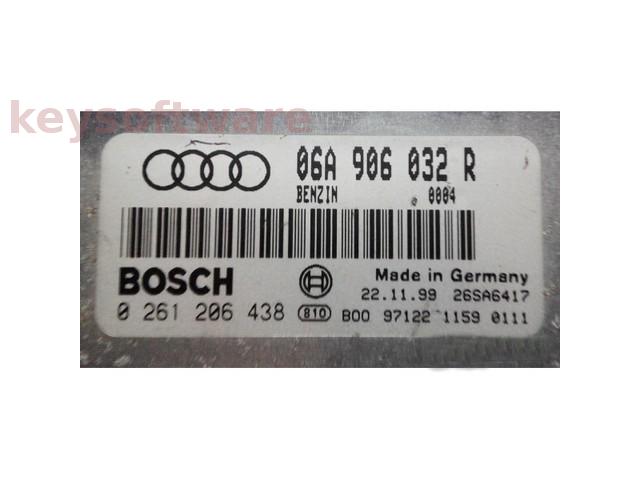 keysoftware
06A 906 032 R
BENZIN 0004
BOSCH
Made in Germany
22.11.99 26SA6417
0 261 206 438 810 B00 97122 1159 0111